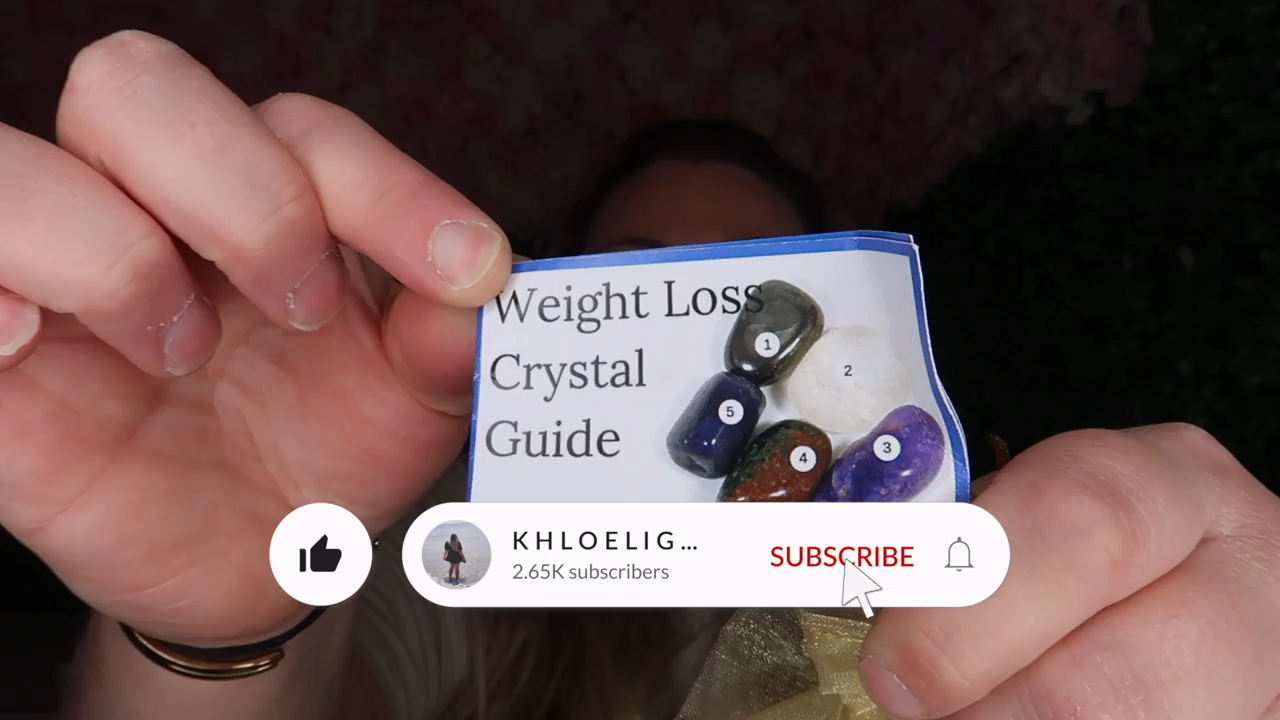 Weight Loss
Crystal
Guide
1
2
5
4
3
KHLOELIG...
2.65K subscribers
SUBSCRIBE